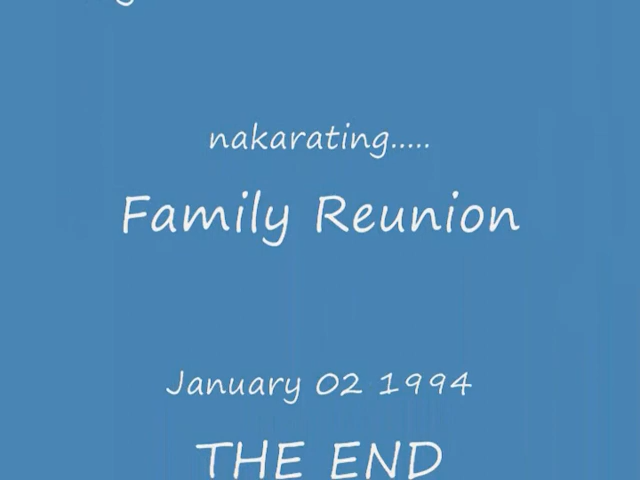 nakarating.....
Family Reunion
January 02 1994
THE END